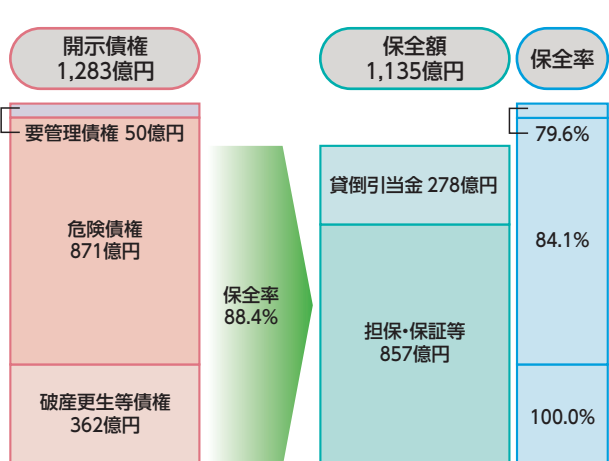 開示債権
1,283億円
要管理債権 50億円
危険債権
871億円
破産更生等債権
362億円
保全率
88.4%
保全額
1,135億円
貸倒引当金 278億円
担保・保証等
857億円
保全率
79.6%
84.1%
100.0%